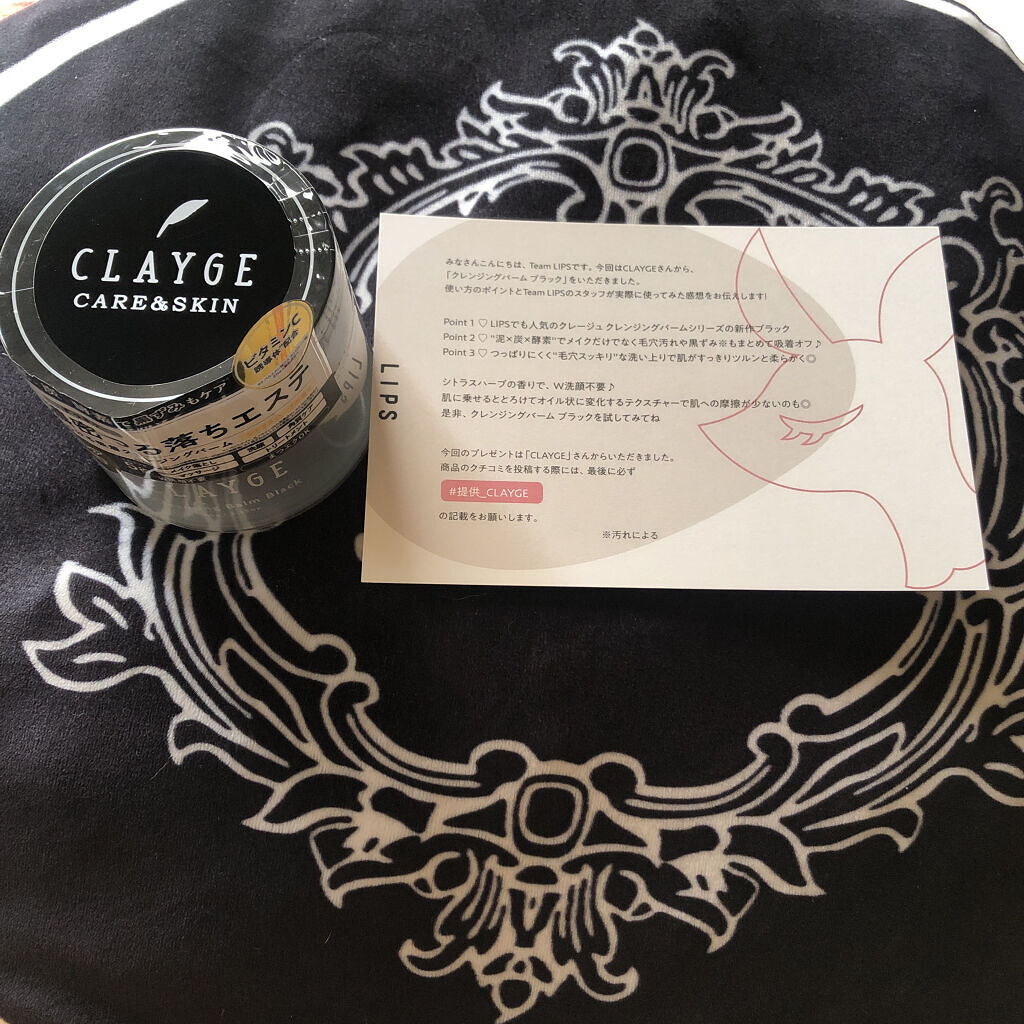 CLAYGE
CARE&SKIN
ビタミンC
誘導体*配合
黒ずみもケア
落ちエステ
CLAYGE
Balm Black
LIPS
みなさんこんにちは、Team LIPSです。今回はCLAYGEさんから、
「クレンジングバーム ブラック」をいただきました。
使い方のポイントとTeam LIPSのスタッフが実際に使ってみた感想をお伝えします!
Point 1 ♡ LIPSでも人気のクレージュ クレンジングバームシリーズの新作ブラック
Point 2 ♡ "泥×炭×酵素"でメイクだけでなく毛穴汚れや黒ずみ※もまとめて吸着オフ♪
Point 3 ♡ つっぱりにくく"毛穴スッキリ"な洗い上りで肌がすっきりツルンと柔らかく◎
シトラスハーブの香りで、W洗顔不要♪
肌に乗せるととろけてオイル状に変化するテクスチャーで肌への摩擦が少ないのも◎
是非、クレンジングバーム ブラックを試してみてね
今回のプレゼントは「CLAYGE」さんからいただきました。
商品のクチコミを投稿する際には、最後に必ず
#提供_CLAYGE
の記載をお願いします。
※汚れによる